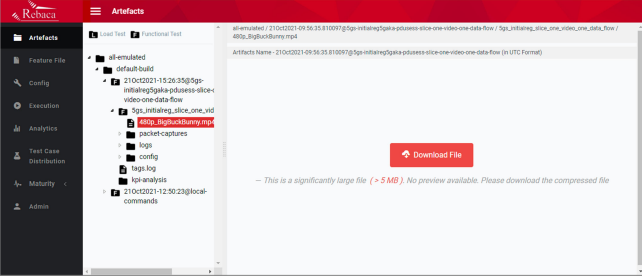 Rebaca
Artefacts
Artefacts
Feature File
Config
Execution
Analytics
Test Case
Distribution
Maturity
Admin
L Load Test F Functional Test
all-emulated
default-build
21Oct2021-15:26:35@5gs-
initialreg5gaka-pdusess-slice-o
video-one-data-flow
5gs_initialreg_slice_one_vid
480p_BigBuckBunny.mp4
packet-captures
logs
config
tags.log
kpi-analysis
21Oct2021-12:50:23@local-
commands
all-emulated / 21Oct2021-09:56:35.810097@5gs-initialreg5gaka-pdusess-slice-one-video-one-data-flow / 5gs_initialreg_slice_one_video_one_data_flow /
480p_BigBuckBunny.mp4
Artifacts Name - 21Oct2021-09:56:35.810097@5gs-initialreg5gaka-pdusess-slice-one-video-one-data-flow (in UTC Format)
Download File
— This is a significantly large file ( > 5 MB ). No preview available. Please download the compressed file